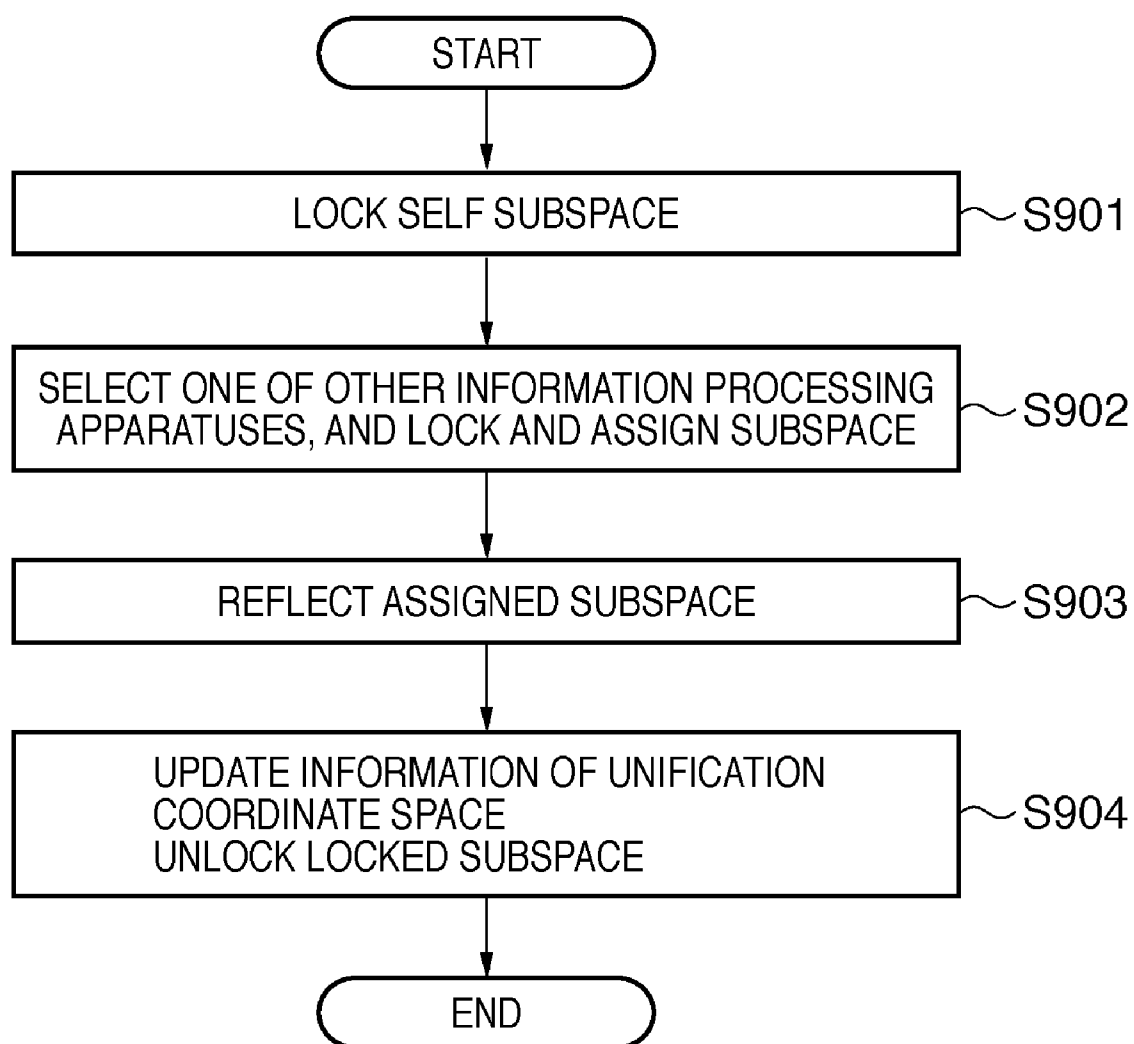 START
LOCK SELF SUBSPACE
S901
SELECT ONE OF OTHER INFORMATION PROCESSING
APPARATUSES, AND LOCK AND ASSIGN SUBSPACE
S902
REFLECT ASSIGNED SUBSPACE
S903
UPDATE INFORMATION OF UNIFICATION
COORDINATE SPACE
UNLOCK LOCKED SUBSPACE
S904
END